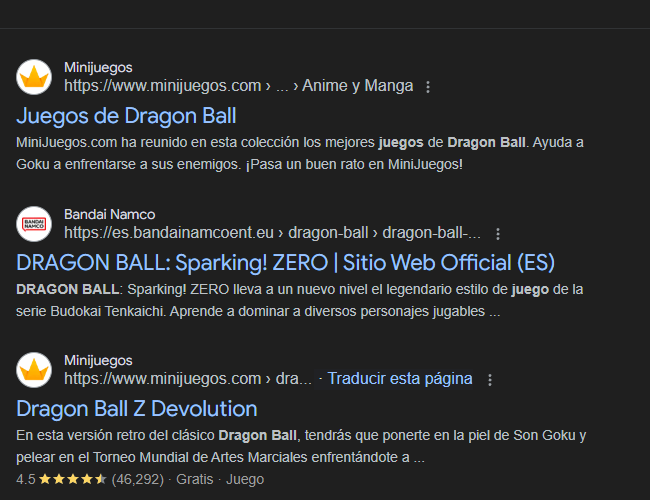 Minijuegos
https://www.minijuegos.com › ... › Anime y Manga
Juegos de Dragon Ball
MiniJuegos.com ha reunido en esta colección los mejores juegos de Dragon Ball. Ayuda a
Goku a enfrentarse a sus enemigos. ¡Pasa un buen rato en MiniJuegos!
BANDAI
NAMCO
Bandai Namco
https://es.bandainamcoent.eu › dragon-ball › dragon-ball-...
DRAGON BALL: Sparking! ZERO | Sitio Web Official (ES)
DRAGON BALL: Sparking! ZERO lleva a un nuevo nivel el legendario estilo de juego de la
serie Budokai Tenkaichi. Aprende a dominar a diversos personajes jugables ...
Minijuegos
https://www.minijuegos.com › dra... · Traducir esta página
Dragon Ball Z Devolution
En esta versión retro del clásico Dragon Ball, tendrás que ponerte en la piel de Son Goku y
pelear en el Torneo Mundial de Artes Marciales enfrentándote a ...
4.5 ★★★★★ (46,292) · Gratis · Juego